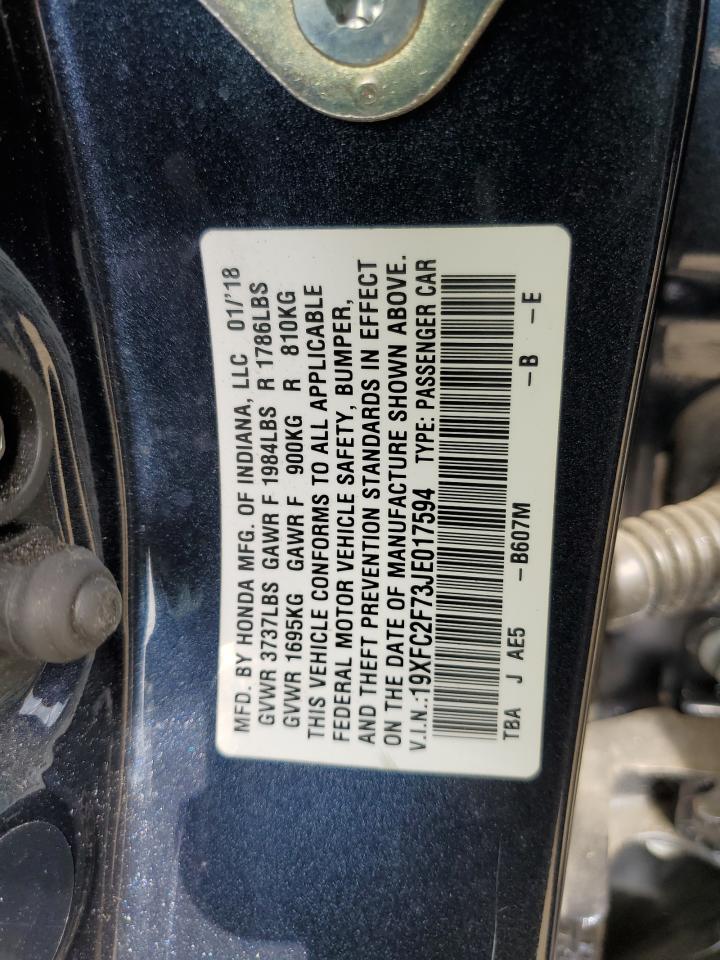 MFD. BY HONDA MFG. OF INDIANA, LLC 01/'18
GVWR 3737LBS GAWR F 1984LBS R 1786LBS
GVWR 1695KG GAWR F 900KG R 810KG
THIS VEHICLE CONFORMS TO ALL APPLICABLE
FEDERAL MOTOR VEHICLE SAFETY, BUMPER,
AND THEFT PREVENTION STANDARDS IN EFFECT
ON THE DATE OF MANUFACTURE SHOWN ABOVE.
V.I.N.:19XFC2F73JE017594 TYPE: PASSENGER CAR
TBA J AE5 -B607M -B -E